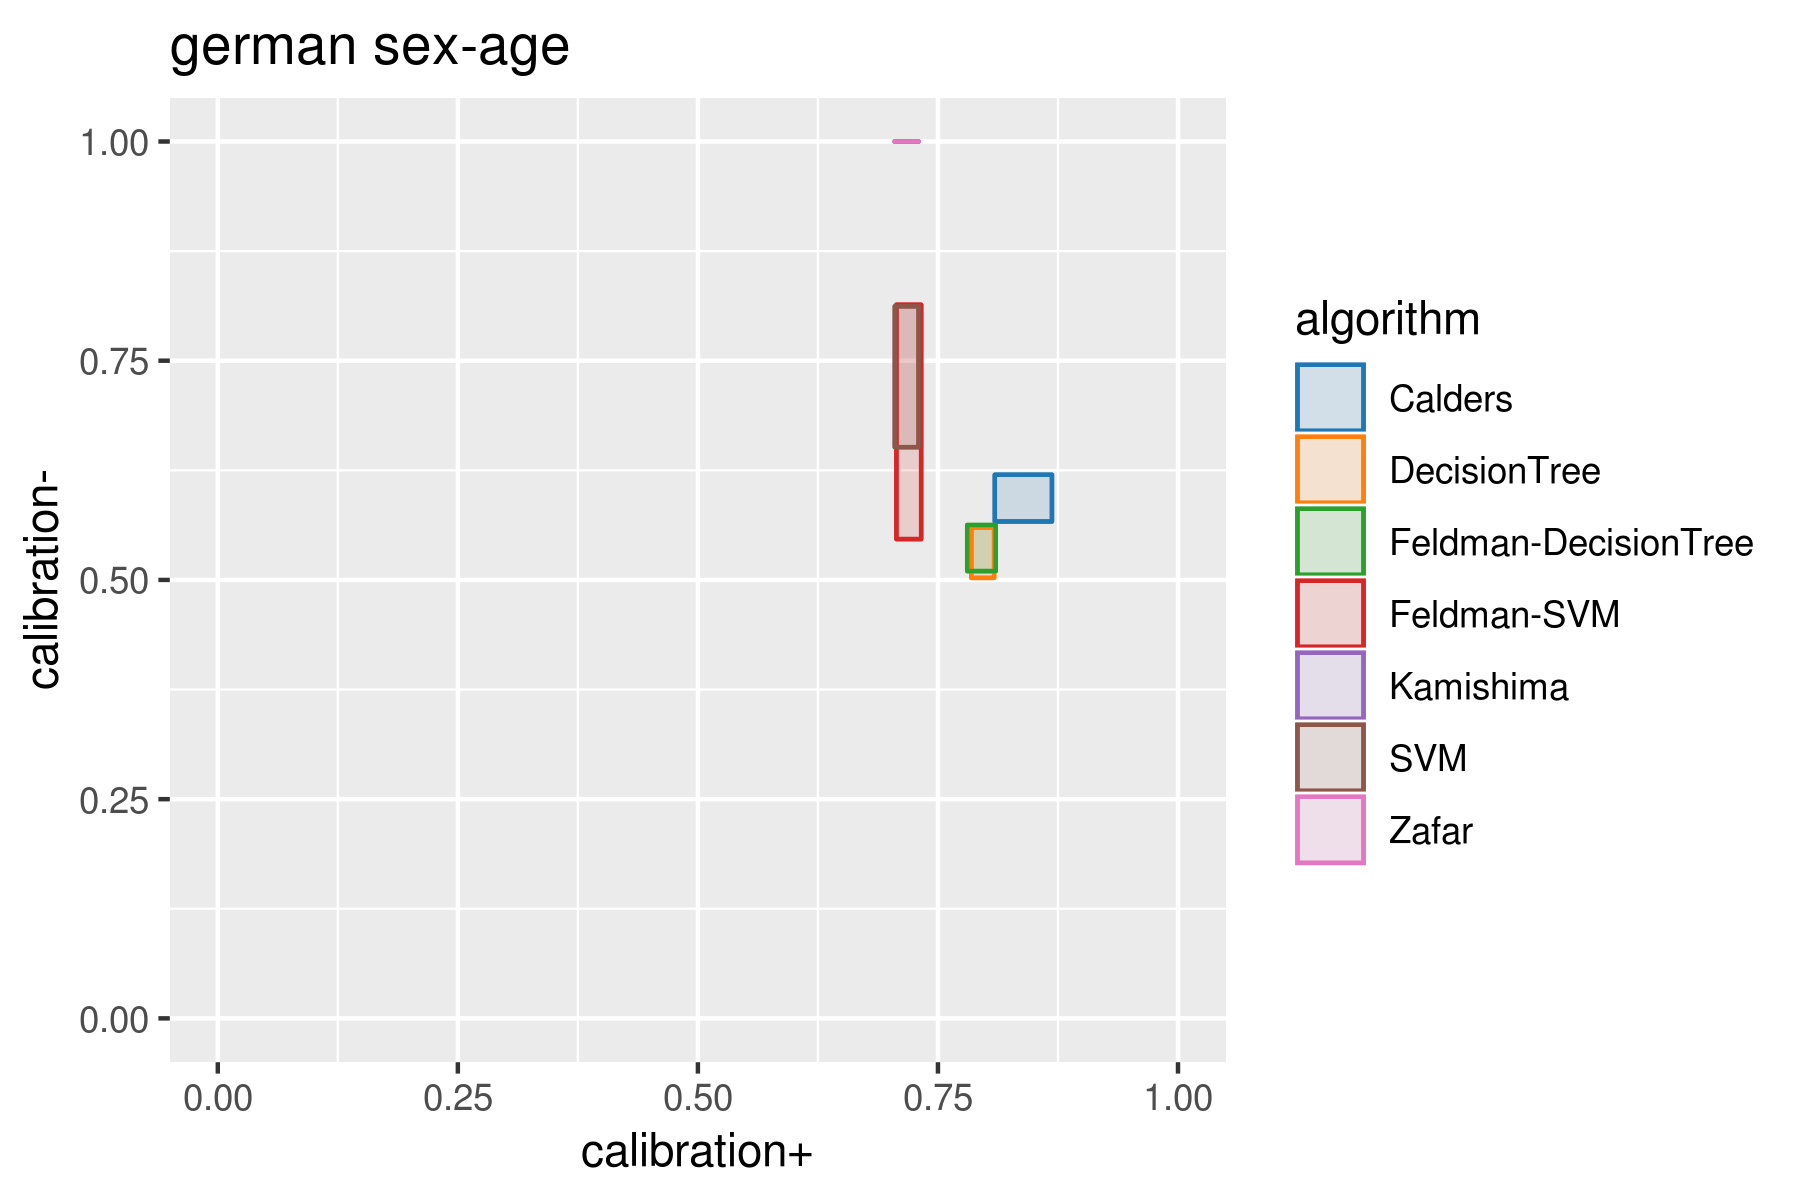 german sex-age
1.00
0.75
0.50
0.25
0.00
calibration-
0.00 0.25 0.50 0.75 1.00
calibration+
algorithm
Calders
DecisionTree
Feldman-DecisionTree
Feldman-SVM
Kamishima
SVM
Zafar